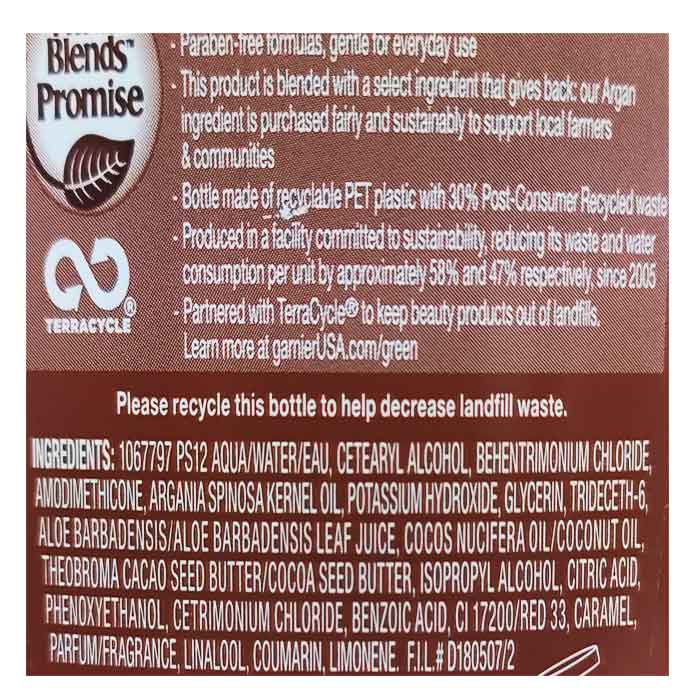 Blends™
Promise
· Paraben-free formulas, gentle for everyday use
· This product is blended with a select ingredient that gives back: our Argan
ingredient is purchased fairly and sustainably to support local farmers
& communities
· Bottle made of recyclable PET plastic with 30% Post-Consumer Recycled waste
· Produced in a facility committed to sustainability, reducing its waste and water
consumption per unit by approximately 58% and 47% respectively, since 2005
· Partnered with TerraCycle® to keep beauty products out of landfills.
Learn more at garnierUSA.com/green
TERRACYCLE®
Please recycle this bottle to help decrease landfill waste.
INGREDIENTS: 1067797 PS12 AQUA/WATER/EAU, CETEARYL ALCOHOL, BEHENTRIMONIUM CHLORIDE,
AMODIMETHICONE, ARGANIA SPINOSA KERNEL OIL, POTASSIUM HYDROXIDE, GLYCERIN, TRIDECETH-6,
ALOE BARBADENSIS/ALOE BARBADENSIS LEAF JUICE, COCOS NUCIFERA OIL/COCONUT OIL,
THEOBROMA CACAO SEED BUTTER/COCOA SEED BUTTER, ISOPROPYL ALCOHOL, CITRIC ACID,
PHENOXYETHANOL, CETRIMONIUM CHLORIDE, BENZOIC ACID, CI 17200/RED 33, CARAMEL,
PARFUM/FRAGRANCE, LINALOOL, COUMARIN, LIMONENE. F.I.L.# D180507/2